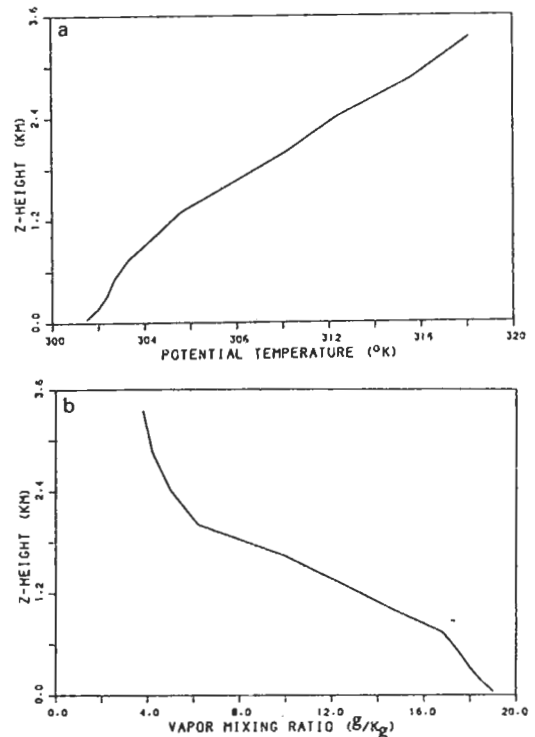 a
3.6
2.4
1.2
0.0
Z-HEIGHT (KM)
300 304 308 312 316 320
POTENTIAL TEMPERATURE (°K)
b
3.6
2.4
1.2
0.0
Z-HEIGHT (KM)
0.0 4.0 8.0 12.0 16.0 20.0
VAPOR MIXING RATIO (g/Kg)